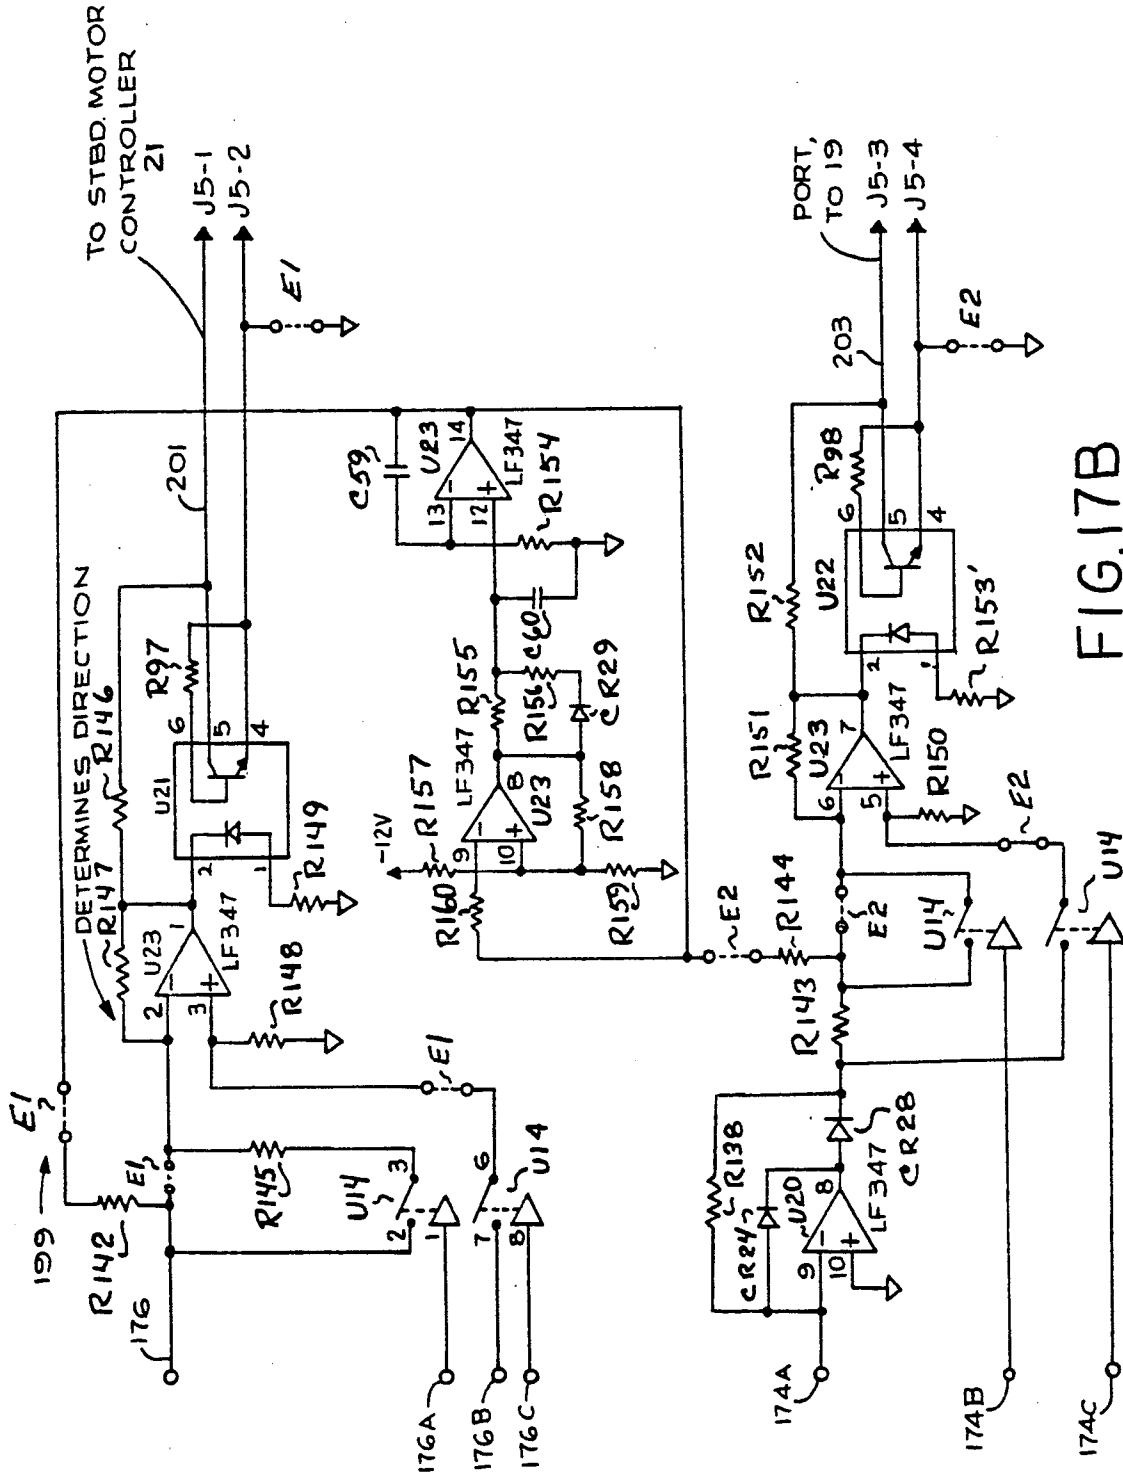 TO STBD. MOTOR
CONTROLLER
21
J5-1
J5-2
E1
201
DETERMINES DIRECTION
R147
R146
R97
6
5
4
U21
2
1
R149
U23
1
LF347
2
3
R148
E1
199
R142
E1
176
R145
U14
3
2
1
E1
6
U14
7
8
176A
176B
176C
C59
U23
14
LF347
13
12
R154
C60
R155
R156
CR29
LF347
8
U23
R158
-12V
R157
9
10
R160
R159
E2
R144
PORT,
TO 19
J5-3
J5-4
E2
203
R98
6
5
4
U22
R152
2
1
R153'
R151
U23
7
LF347
6
5
R150
E2
E2
U14
U14
R143
R138
CR24
U20
8
LF347
CR28
9
10
174A
174B
174C
FIG.17B